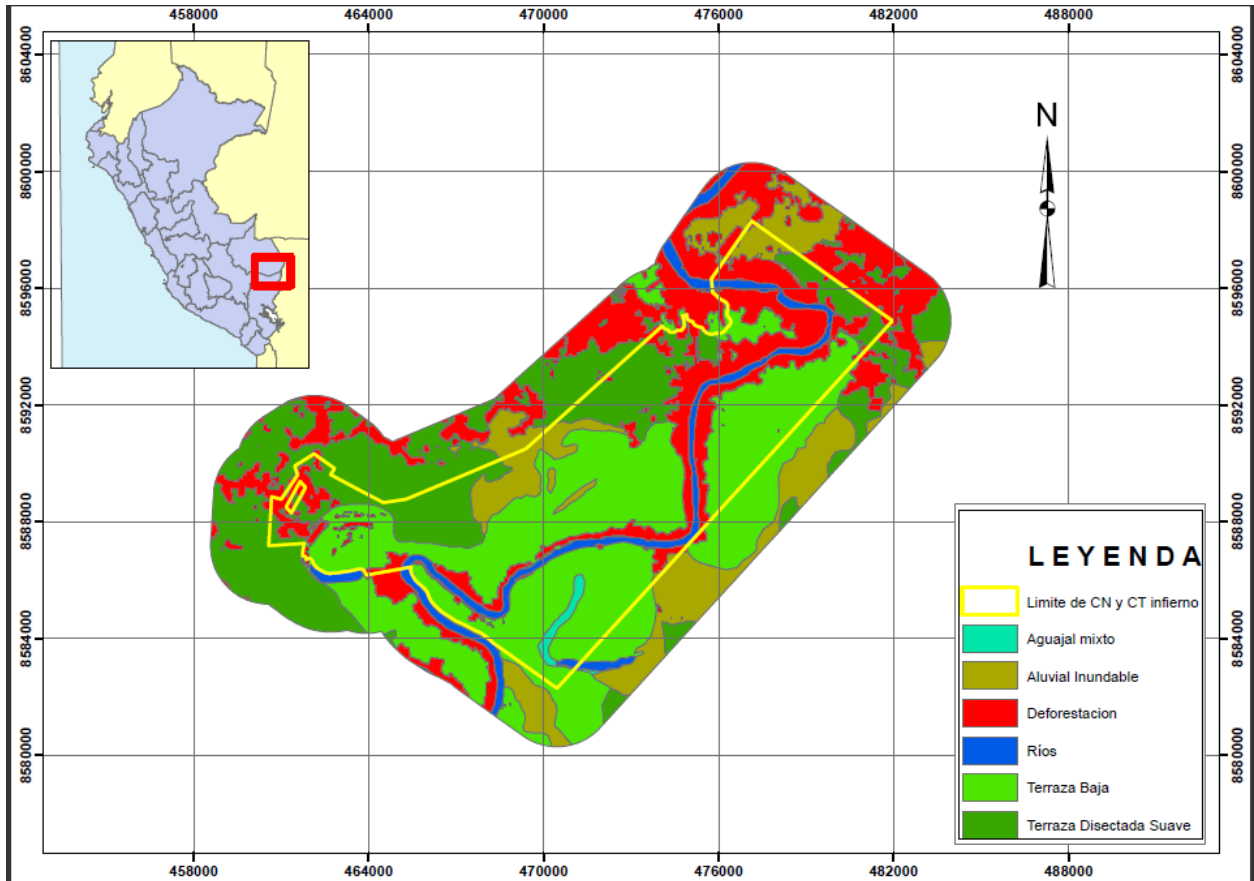 458000 464000 470000 476000 482000 488000
8604000 8604000
N
8600000 8600000
8596000 8596000
8592000 8592000
8588000 8588000
LEYENDA
Limite de CN y CT infierno
Aguajal mixto
8584000 8584000
Aluvial Inundable
Deforestacion
Ríos
8580000 8580000
Terraza Baja
Terraza Disectada Suave
458000 464000 470000 476000 482000 488000